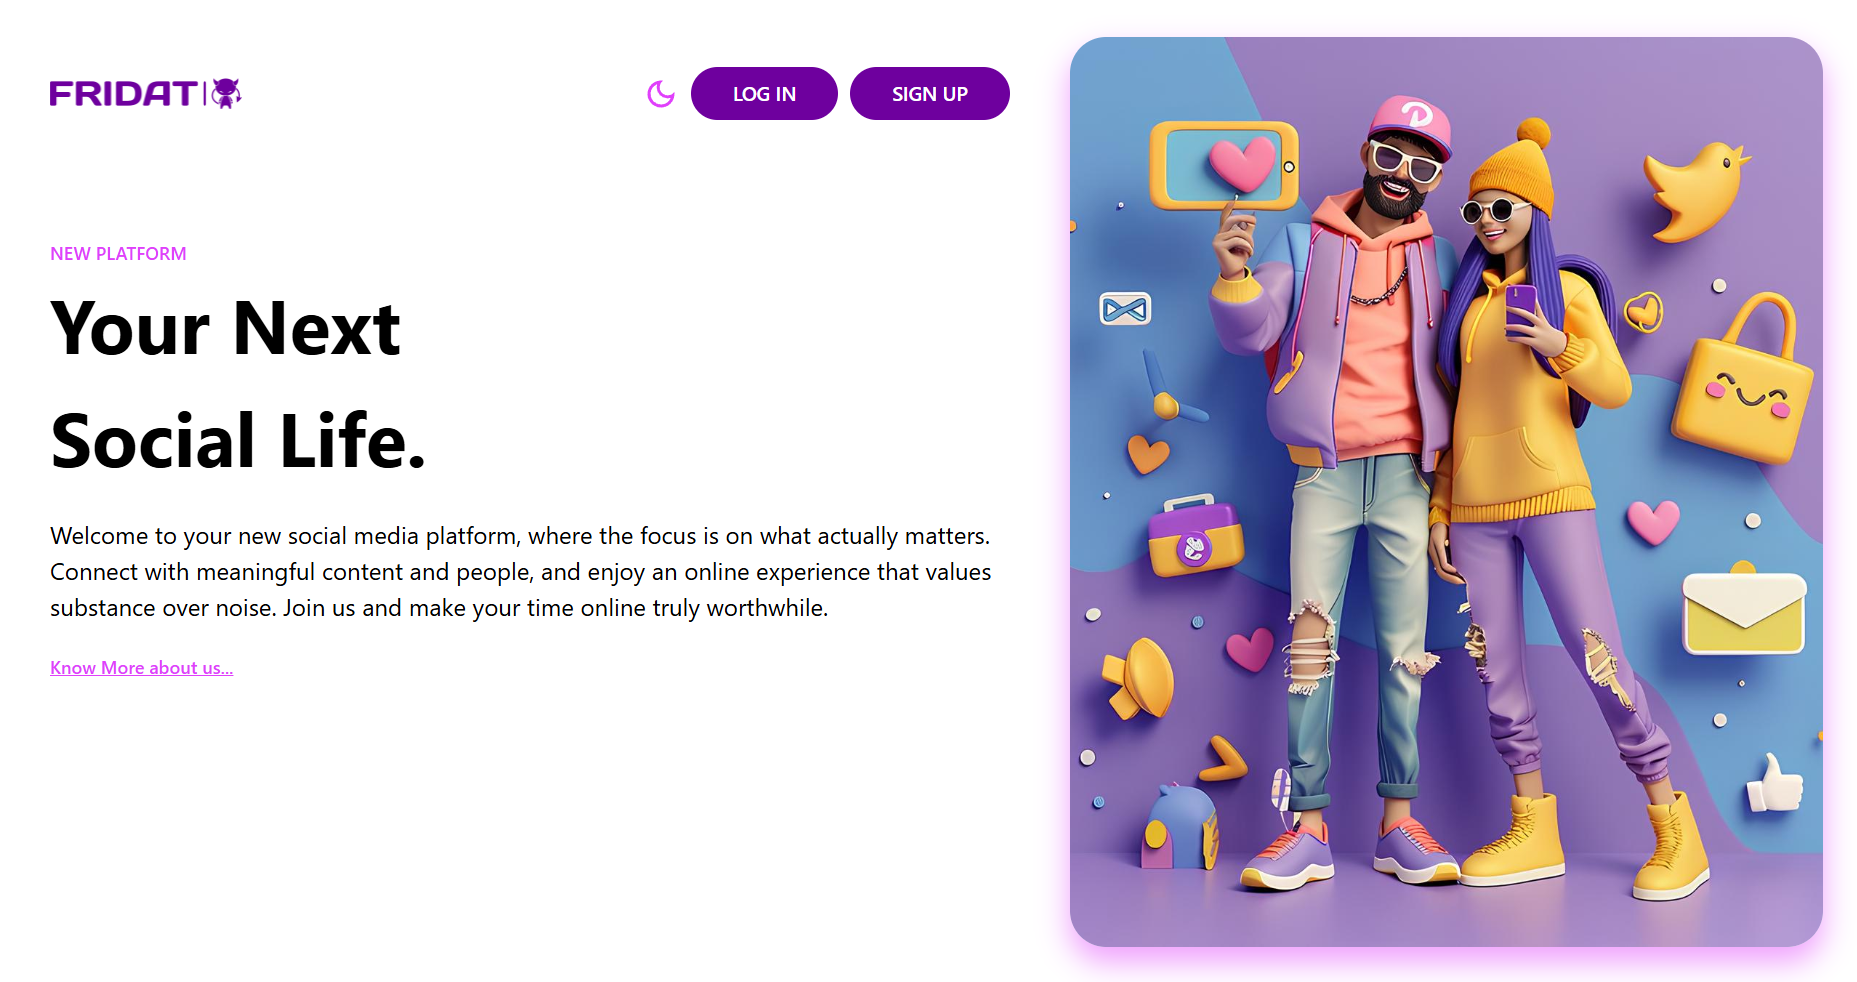 FRIDAT
LOG IN
SIGN UP
NEW PLATFORM
Your Next
Social Life.
Welcome to your new social media platform, where the focus is on what actually matters.
Connect with meaningful content and people, and enjoy an online experience that values
substance over noise. Join us and make your time online truly worthwhile.
Know More about us...